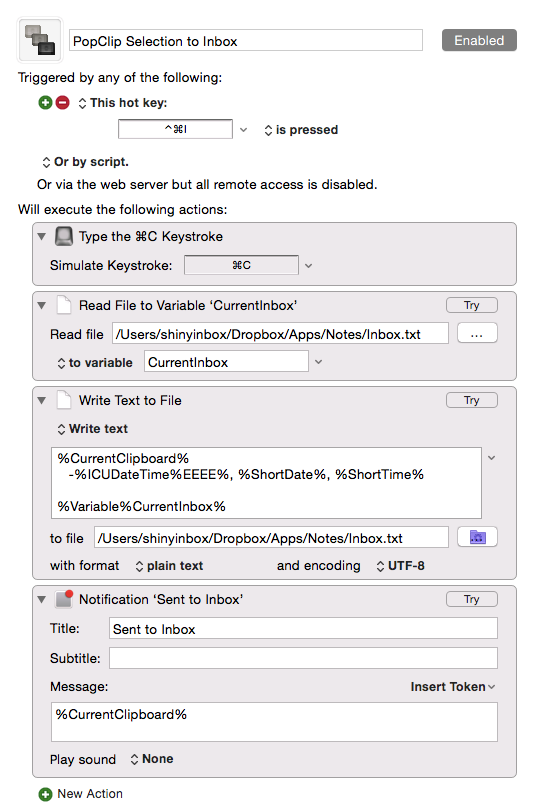 PopClip Selection to Inbox
Enabled
Triggered by any of the following:
This hot key:
^⌘I
is pressed
Or by script.
Or via the web server but all remote access is disabled.
Will execute the following actions:
Type the ⌘C Keystroke
Simulate Keystroke: ⌘C
Read File to Variable ‘CurrentInbox’ Try
Read file /Users/shinyinbox/Dropbox/Apps/Notes/Inbox.txt ...
to variable CurrentInbox
Write Text to File Try
Write text
%CurrentClipboard%
-%ICUDateTime%EEEE%, %ShortDate%, %ShortTime%
%Variable%CurrentInbox%
to file /Users/shinyinbox/Dropbox/Apps/Notes/Inbox.txt
with format plain text and encoding UTF-8
Notification ‘Sent to Inbox’ Try
Title: Sent to Inbox
Subtitle:
Message: Insert Token
%CurrentClipboard%
Play sound None
New Action